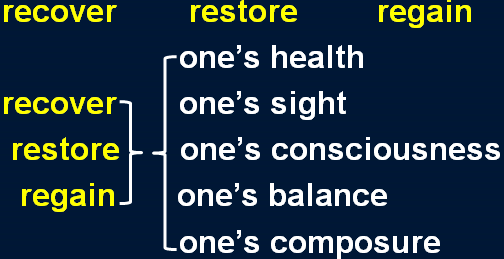 recover restore regain
one’s health
recover one’s sight
restore one’s consciousness
regain one’s balance
one’s composure